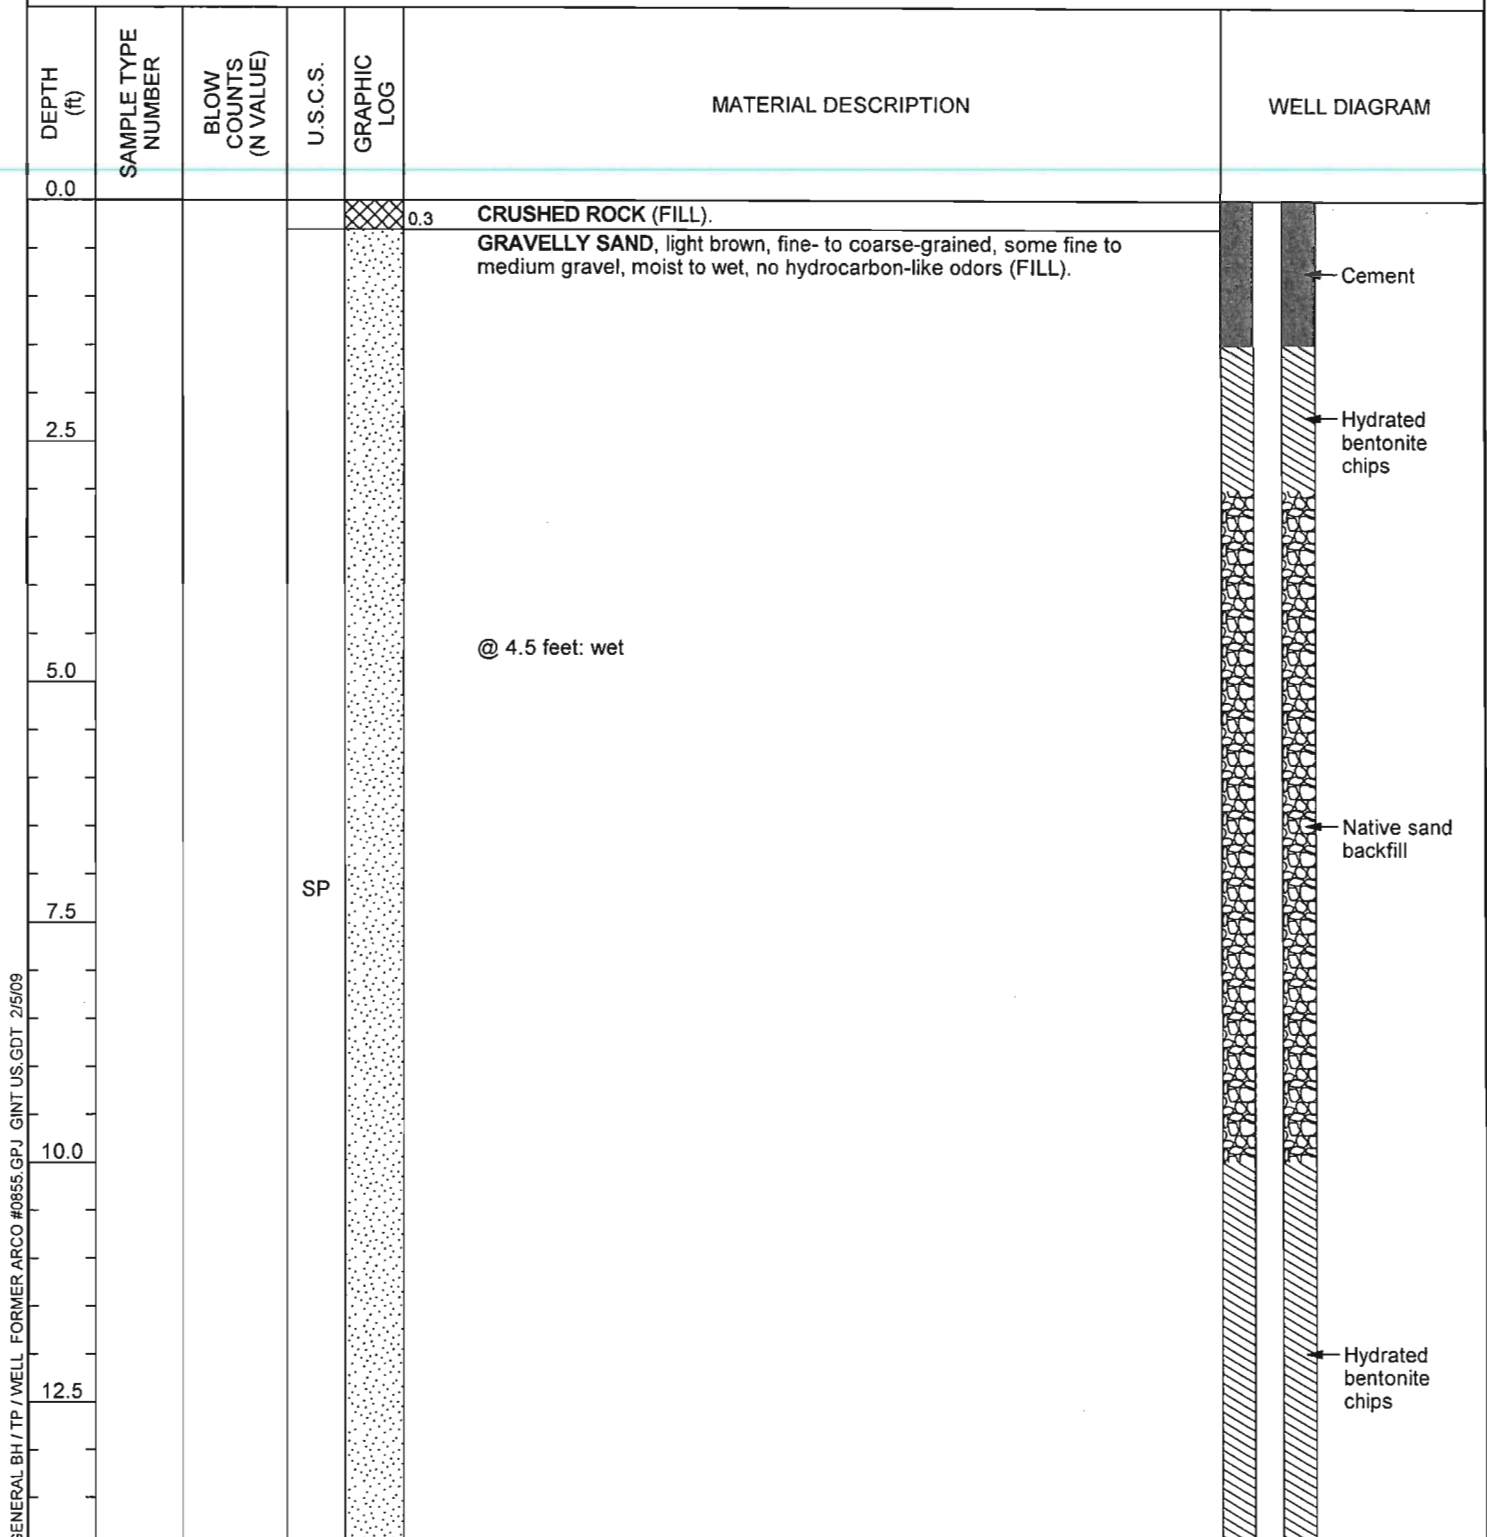 DEPTH
(ft)
SAMPLE TYPE
NUMBER
BLOW
COUNTS
(N VALUE)
U.S.C.S.
GRAPHIC
LOG
MATERIAL DESCRIPTION
WELL DIAGRAM
0.0
0.3
CRUSHED ROCK (FILL).
GRAVELLY SAND, light brown, fine- to coarse-grained, some fine to
medium gravel, moist to wet, no hydrocarbon-like odors (FILL).
Cement
2.5
Hydrated
bentonite
chips
@ 4.5 feet: wet
5.0
Native sand
backfill
SP
7.5
10.0
Hydrated
bentonite
chips
12.5
GENERAL BH / TP / WELL FORMER ARCO #0855.GPJ GINT US.GDT 2/5/09